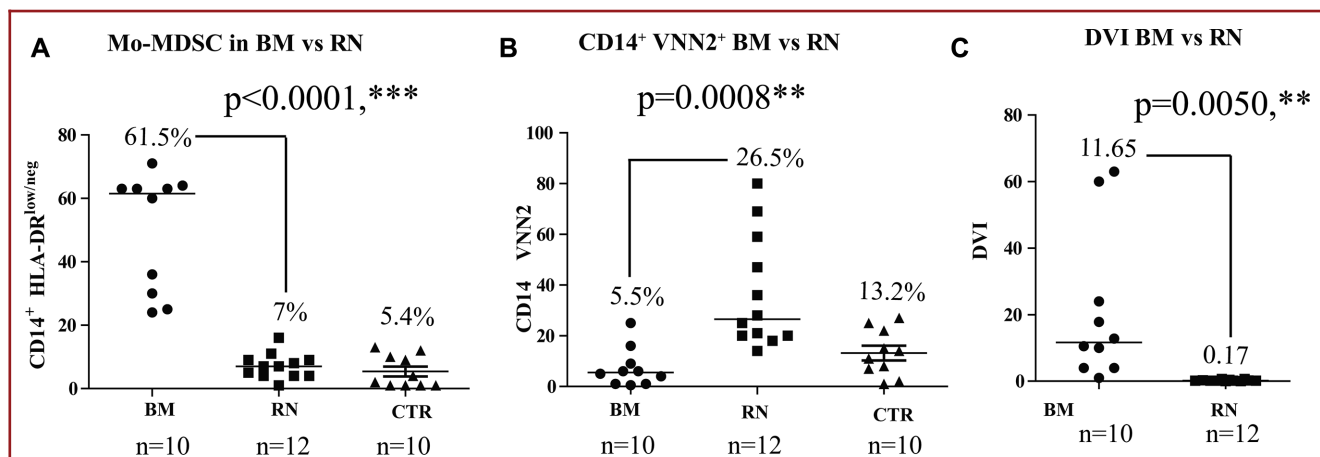 A Mo-MDSC in BM vs RN
p<0.0001,***
CD14⁺ HLA-DRˡᵒʷ/ⁿᵉᵍ
80
60
40
20
0
61.5%
7%
5.4%
BM RN CTR
n=10 n=12 n=10
B CD14⁺ VNN2⁺ BM vs RN
p=0.0008**
CD14 VNN2
100
80
60
40
20
0
26.5%
5.5%
13.2%
BM RN CTR
n=10 n=12 n=10
C DVI BM vs RN
p=0.0050,**
DVI
80
60
40
20
0
11.65
0.17
BM RN
n=10 n=12